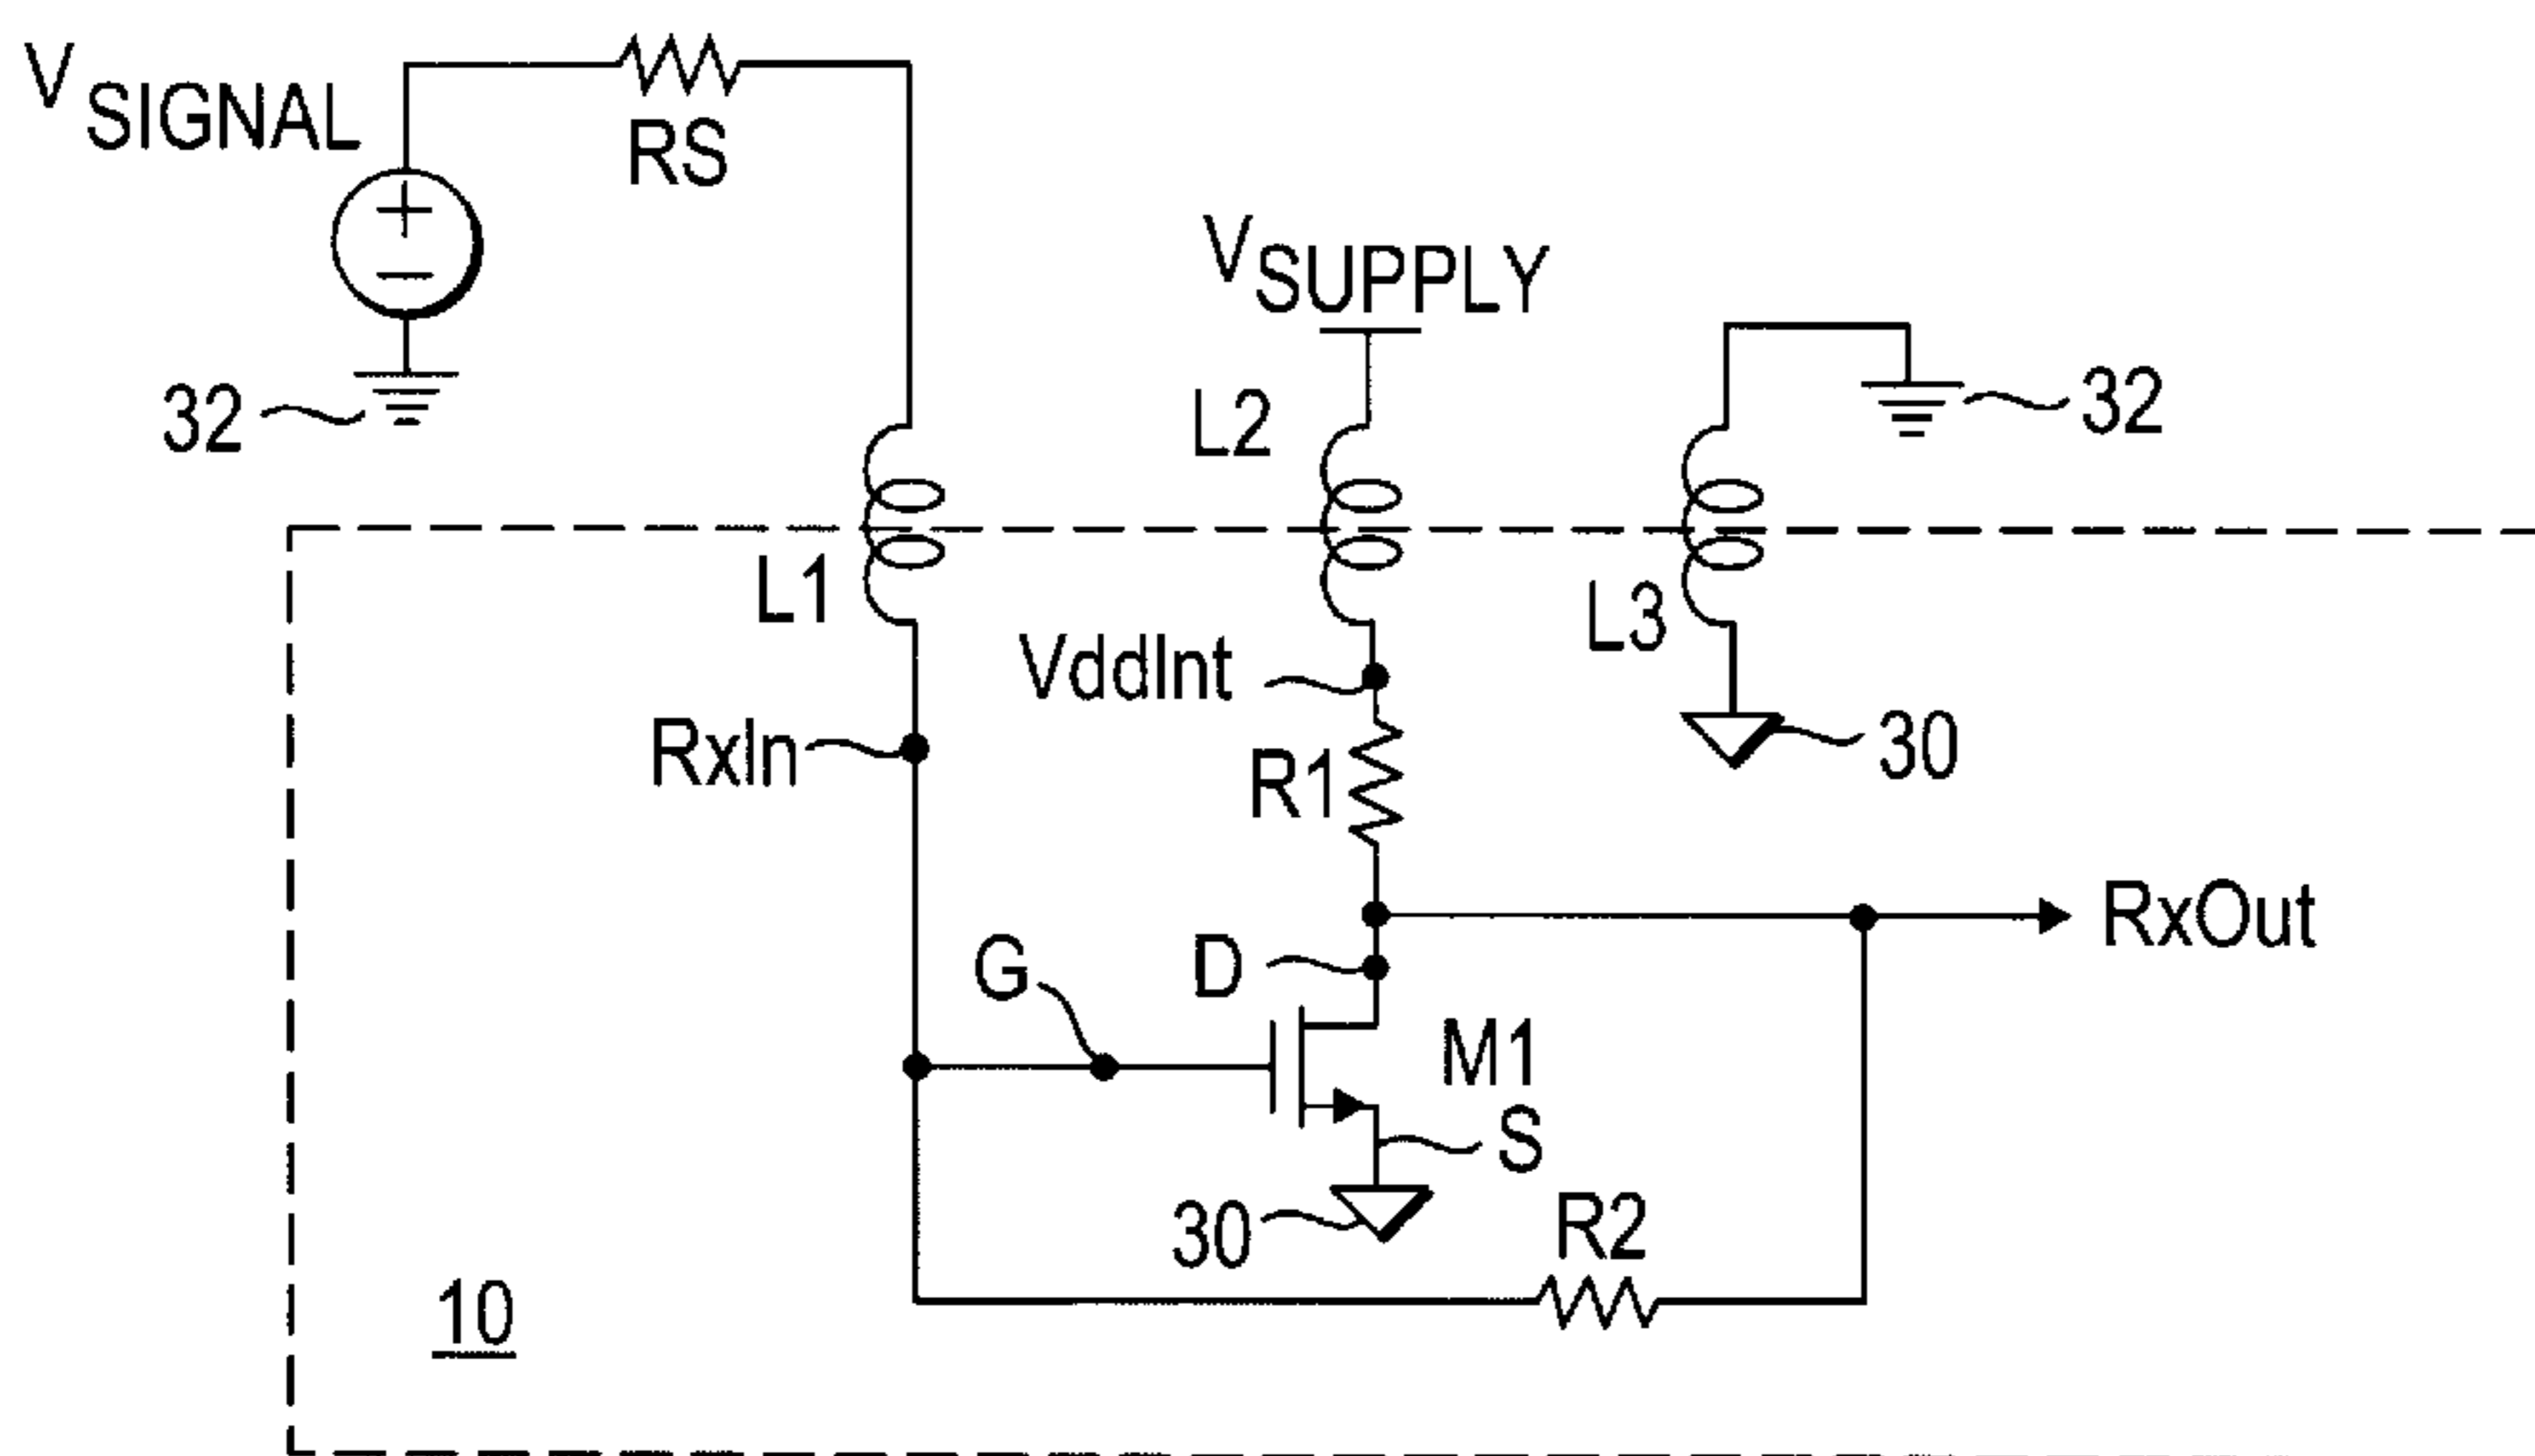 VSIGNAL
RS
32
VSUPPLY
L2
32
L1
L3
VddInt
RxIn
R1
30
RxOut
G
D
M1
S
30
R2
10